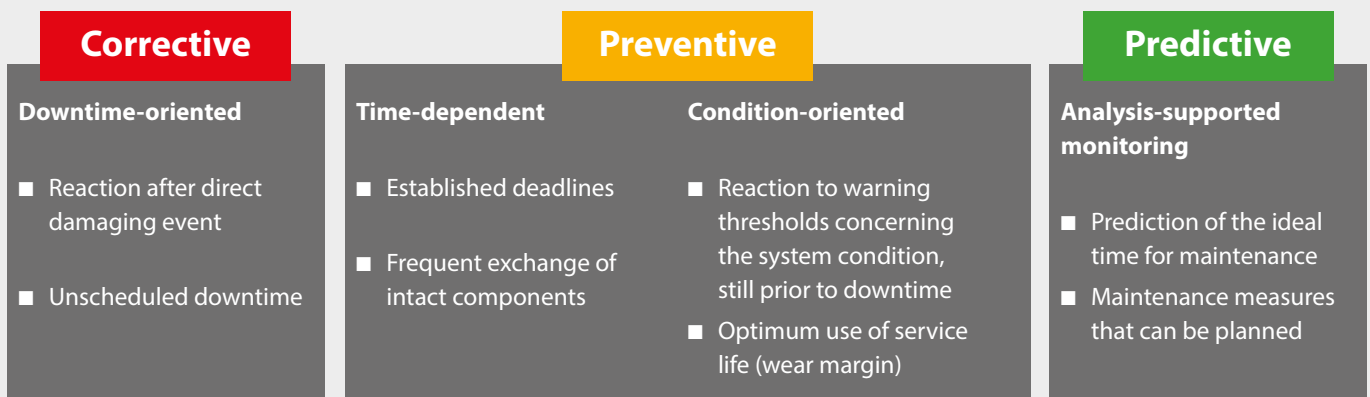 Corrective
Downtime-oriented
■ Reaction after direct
damaging event
■ Unscheduled downtime
Preventive
Time-dependent
■ Established deadlines
■ Frequent exchange of
intact components
Condition-oriented
■ Reaction to warning
thresholds concerning
the system condition,
still prior to downtime
■ Optimum use of service
life (wear margin)
Predictive
Analysis-supported
monitoring
■ Prediction of the ideal
time for maintenance
■ Maintenance measures
that can be planned